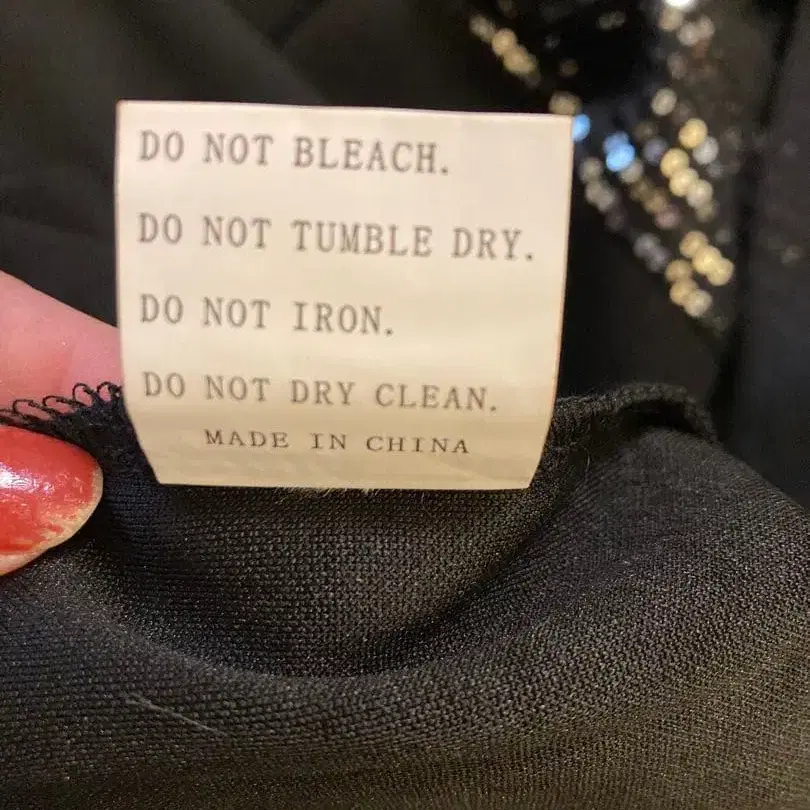 DO NOT BLEACH.
DO NOT TUMBLE DRY.
DO NOT IRON.
DO NOT DRY CLEAN.
MADE IN CHINA